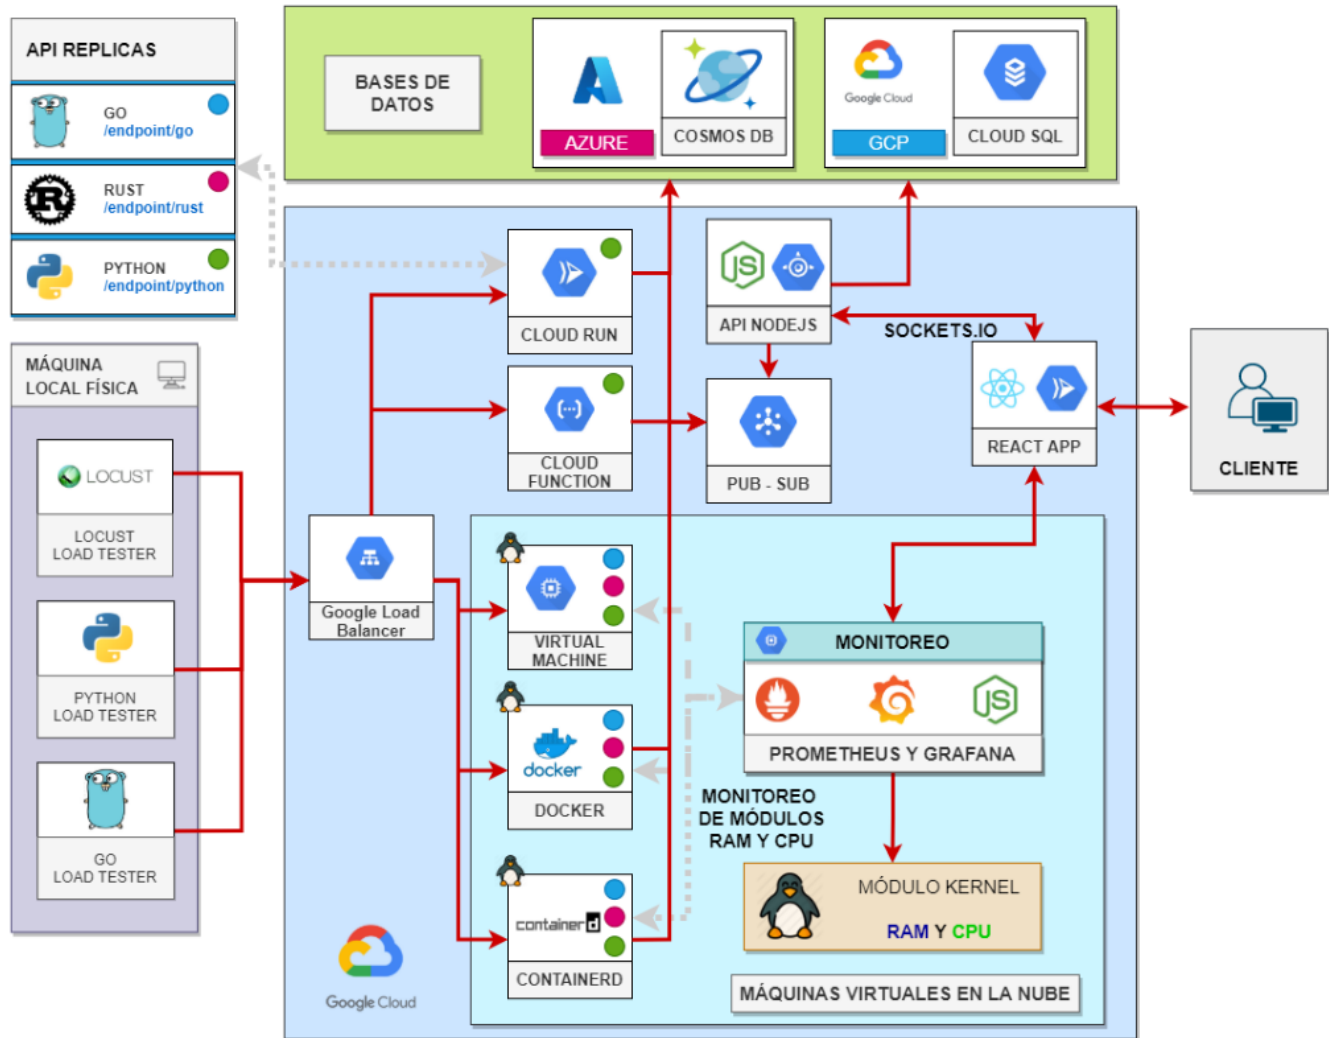 API REPLICAS
GO
/endpoint/go
RUST
/endpoint/rust
PYTHON
/endpoint/python
MÁQUINA
LOCAL FÍSICA
LOCUST
LOCUST
LOAD TESTER
PYTHON
LOAD TESTER
GO
LOAD TESTER
BASES DE
DATOS
AZURE
COSMOS DB
Google Cloud
GCP
CLOUD SQL
CLOUD RUN
CLOUD
FUNCTION
JS
API NODEJS
PUB - SUB
SOCKETS.IO
REACT APP
CLIENTE
Google Load
Balancer
VIRTUAL
MACHINE
docker
DOCKER
containerd
CONTAINERD
MONITOREO
JS
PROMETHEUS Y GRAFANA
MONITOREO
DE MÓDULOS
RAM Y CPU
MÓDULO KERNEL
RAM Y CPU
MÁQUINAS VIRTUALES EN LA NUBE
Google Cloud